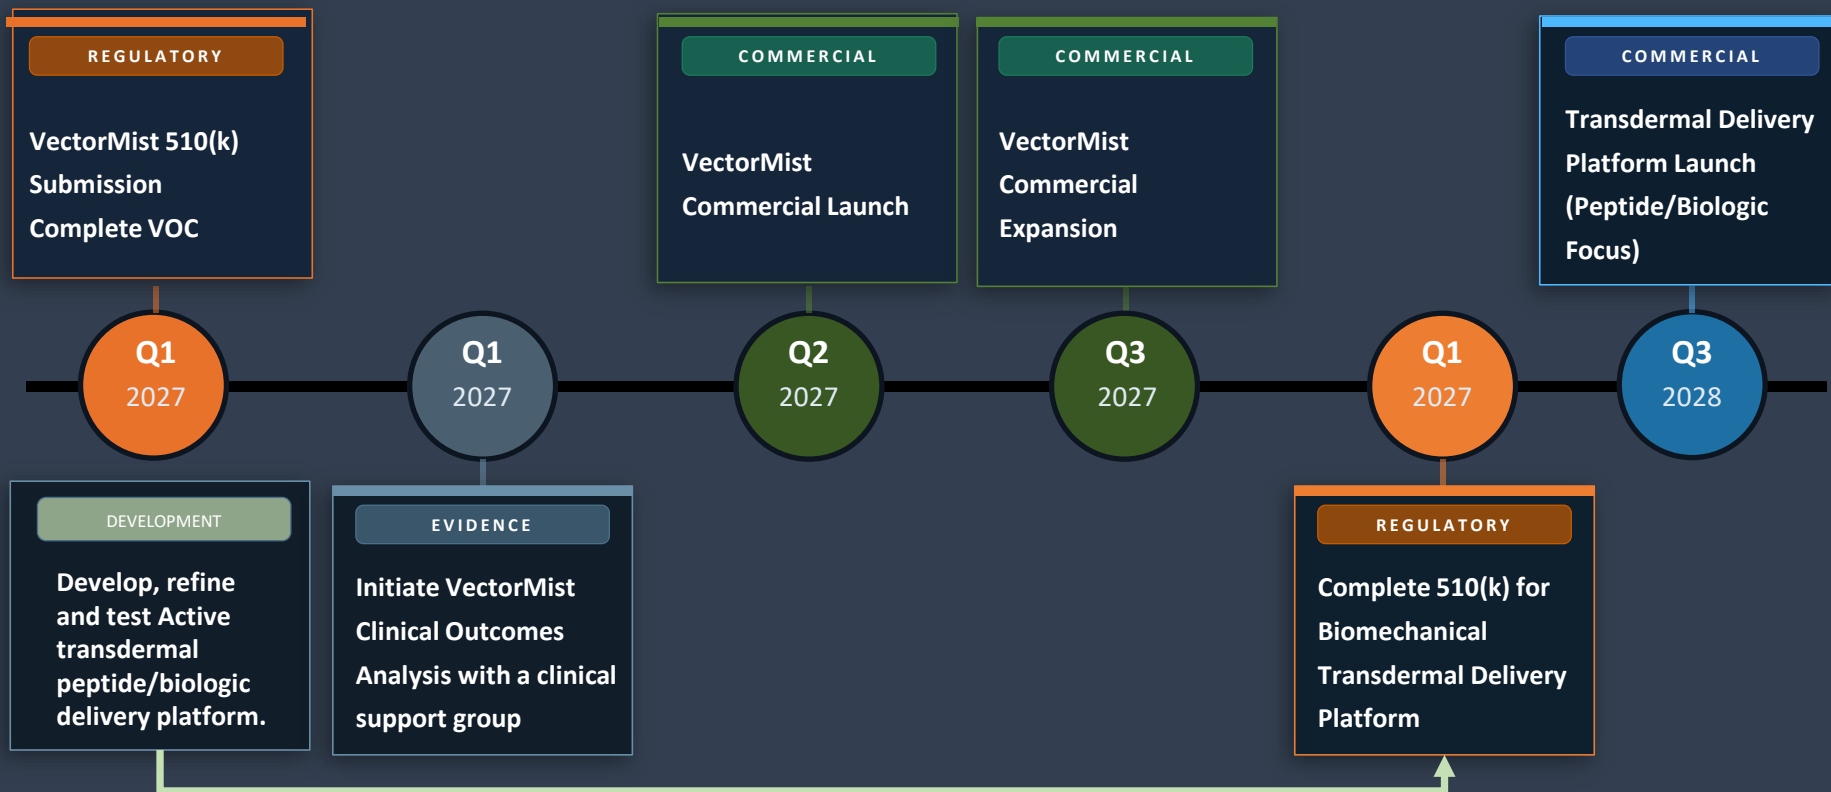 REGULATORY
VectorMist 510(k)
Submission
Complete VOC
COMMERCIAL
VectorMist
Commercial Launch
COMMERCIAL
VectorMist
Commercial
Expansion
COMMERCIAL
Transdermal Delivery
Platform Launch
(Peptide/Biologic
Focus)
Q1
2027
Q1
2027
Q2
2027
Q3
2027
Q1
2027
Q3
2028
DEVELOPMENT
Develop, refine
and test Active
transdermal
peptide/biologic
delivery platform.
EVIDENCE
Initiate VectorMist
Clinical Outcomes
Analysis with a clinical
support group
REGULATORY
Complete 510(k) for
Biomechanical
Transdermal Delivery
Platform